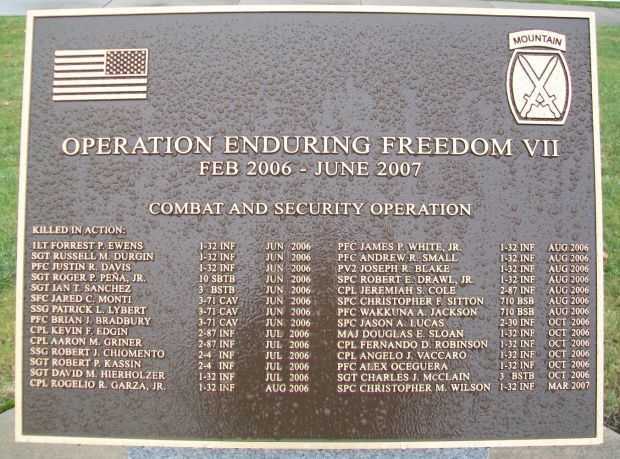 MOUNTAIN
OPERATION ENDURING FREEDOM VII
FEB 2006 - JUNE 2007
COMBAT AND SECURITY OPERATION
KILLED IN ACTION:
1LT FORREST P. EWENS 1-32 INF JUN 2006
SGT RUSSELL M. DURGIN 1-32 INF JUN 2006
PFC JUSTIN R. DAVIS 1-32 INF JUN 2006
SGT ROGER P. PEÑA, JR. 10 SBTB JUN 2006
SGT IAN T. SANCHEZ 3 BSTB JUN 2006
SFC JARED C. MONTI 3-71 CAV JUN 2006
SSG PATRICK L. LYBERT 3-71 CAV JUN 2006
PFC BRIAN J. BRADBURY 3-71 CAV JUN 2006
CPL KEVIN F. EDGIN 2-87 INF JUL 2006
CPL AARON M. GRINER 2-87 INF JUL 2006
SSG ROBERT J. CHIOMENTO 2-4 INF JUL 2006
SGT ROBERT P. KASSIN 2-4 INF JUL 2006
SGT DAVID M. HIERHOLZER 1-32 INF JUL 2006
CPL ROGELIO R. GARZA, JR. 1-32 INF AUG 2006
PFC JAMES P. WHITE, JR. 1-32 INF AUG 2006
PFC ANDREW R. SMALL 1-32 INF AUG 2006
PV2 JOSEPH R. BLAKE 1-32 INF AUG 2006
SPC ROBERT E. DRAWL, JR 1-32 INF AUG 2006
CPL JEREMIAH S. COLE 2-87 INF AUG 2006
SPC CHRISTOPHER F. SITTON 710 BSB AUG 2006
PFC WAKKUNA A. JACKSON 710 BSB AUG 2006
SPC JASON A. LUCAS 2-30 INF OCT 2006
MAJ DOUGLAS E. SLOAN 1-32 INF OCT 2006
CPL FERNANDO D. ROBINSON 1-32 INF OCT 2006
CPL ANGELO J. VACCARO 1-32 INF OCT 2006
PFC ALEX OCEGUERA 1-32 INF OCT 2006
SGT CHARLES J. McCLAIN 3 BSTB OCT 2006
SPC CHRISTOPHER M. WILSON 1-32 INF MAR 2007